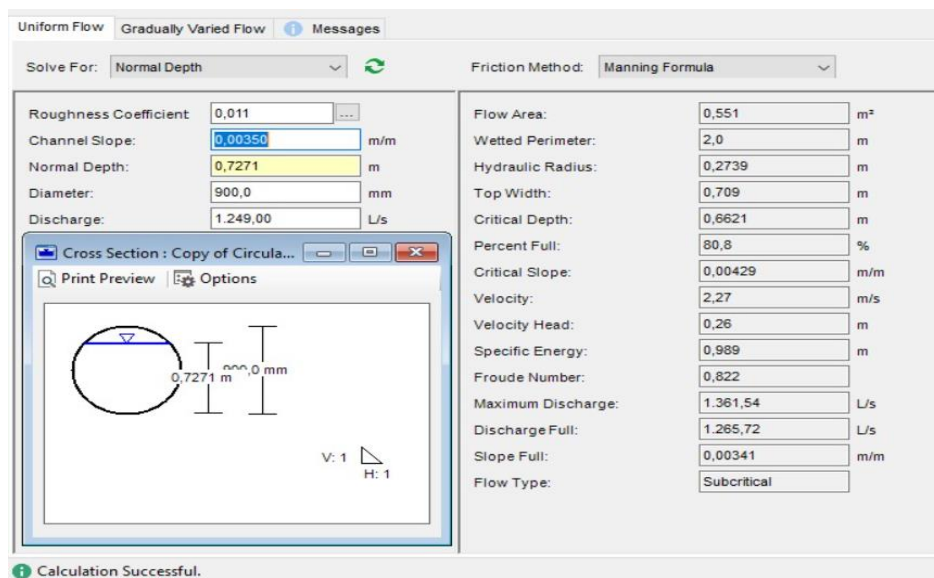 Uniform Flow Gradually Varied Flow Messages
Solve For: Normal Depth Friction Method: Manning Formula
Roughness Coefficient 0,011 ...
Channel Slope: 0,00350 m/m
Normal Depth: 0,7271 m
Diameter: 900,0 mm
Discharge: 1.249,00 L/s
Cross Section : Copy of Circula...
Print Preview Options
0,7271 m
,0 mm
V: 1
H: 1
Flow Area: 0,551 m²
Wetted Perimeter: 2,0 m
Hydraulic Radius: 0,2739 m
Top Width: 0,709 m
Critical Depth: 0,6621 m
Percent Full: 80,8 %
Critical Slope: 0,00429 m/m
Velocity: 2,27 m/s
Velocity Head: 0,26 m
Specific Energy: 0,989 m
Froude Number: 0,822
Maximum Discharge: 1.361,54 L/s
Discharge Full: 1.265,72 L/s
Slope Full: 0,00341 m/m
Flow Type: Subcritical
Calculation Successful.